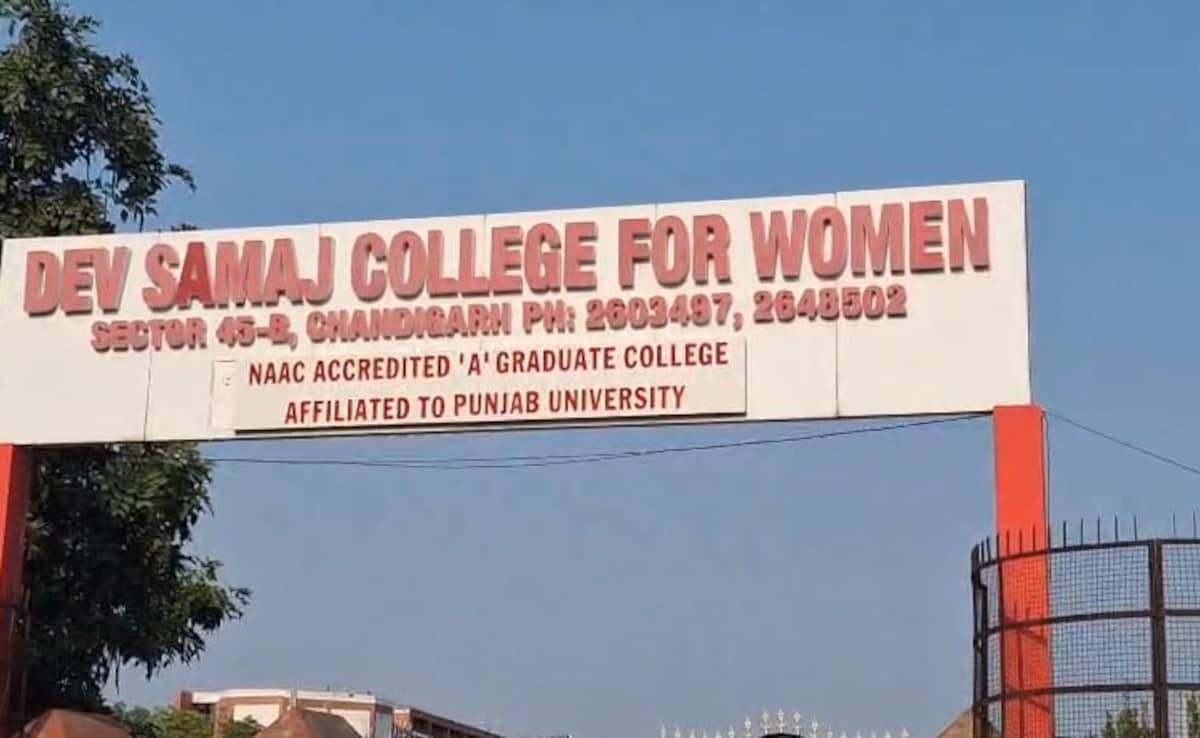 DEV SAMAJ COLLEGE FOR WOMEN
SECTOR 45-B, CHANDIGARH PH: 2603497, 2648502
NAAC ACCREDITED 'A' GRADUATE COLLEGE
AFFILIATED TO PUNJAB UNIVERSITY